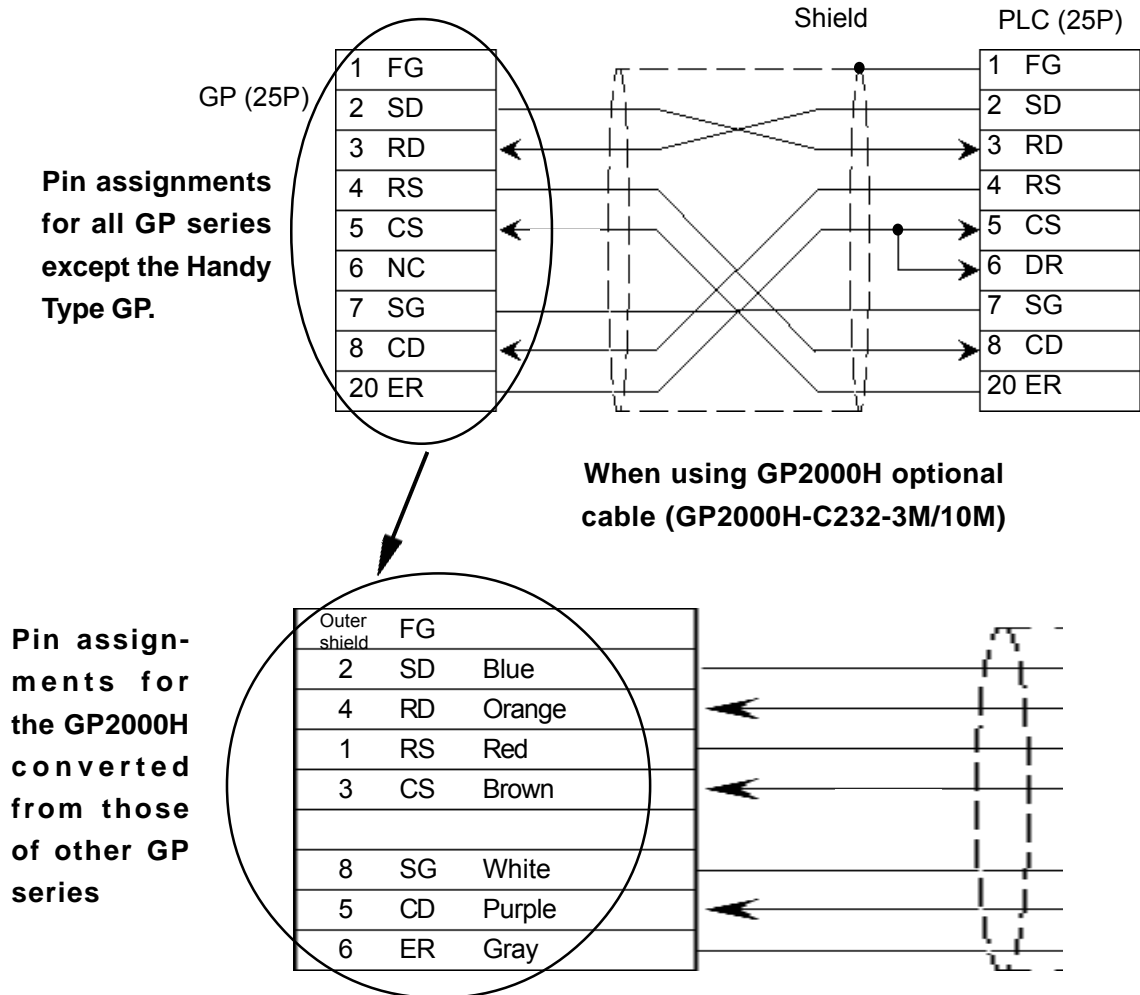 Shield
PLC (25P)
GP (25P)
1 FG
2 SD
3 RD
4 RS
5 CS
6 NC
7 SG
8 CD
20 ER
1 FG
2 SD
3 RD
4 RS
5 CS
6 DR
7 SG
8 CD
20 ER
Pin assignments
for all GP series
except the Handy
Type GP.
When using GP2000H optional
cable (GP2000H-C232-3M/10M)
Pin assign-
ments for
the GP2000H
converted
from those
of other GP
series
Outer
shield FG
2 SD Blue
4 RD Orange
1 RS Red
3 CS Brown
8 SG White
5 CD Purple
6 ER Gray